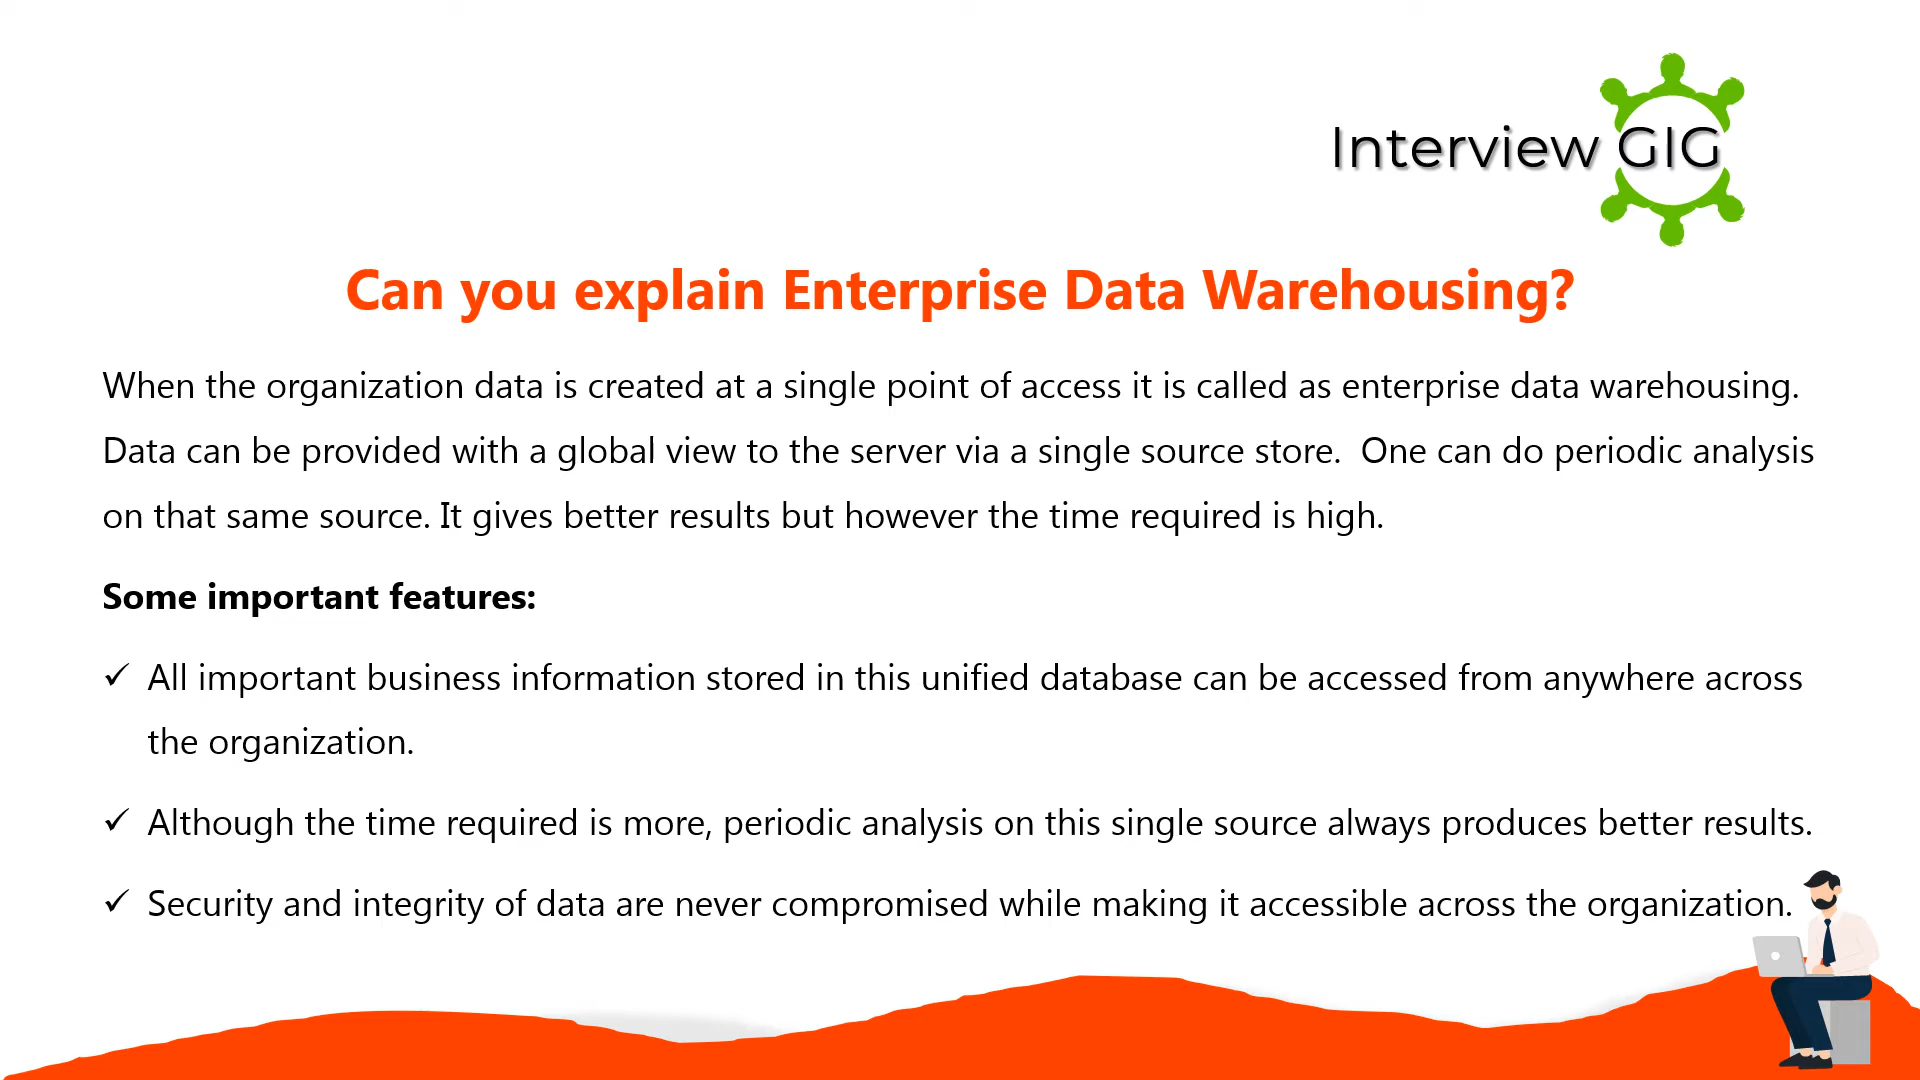 Interview GIG
Can you explain Enterprise Data Warehousing?
When the organization data is created at a single point of access it is called as enterprise data warehousing.
Data can be provided with a global view to the server via a single source store.  One can do periodic analysis
on that same source. It gives better results but however the time required is high.
Some important features:
✓ All important business information stored in this unified database can be accessed from anywhere across
the organization.
✓ Although the time required is more, periodic analysis on this single source always produces better results.
✓ Security and integrity of data are never compromised while making it accessible across the organization.